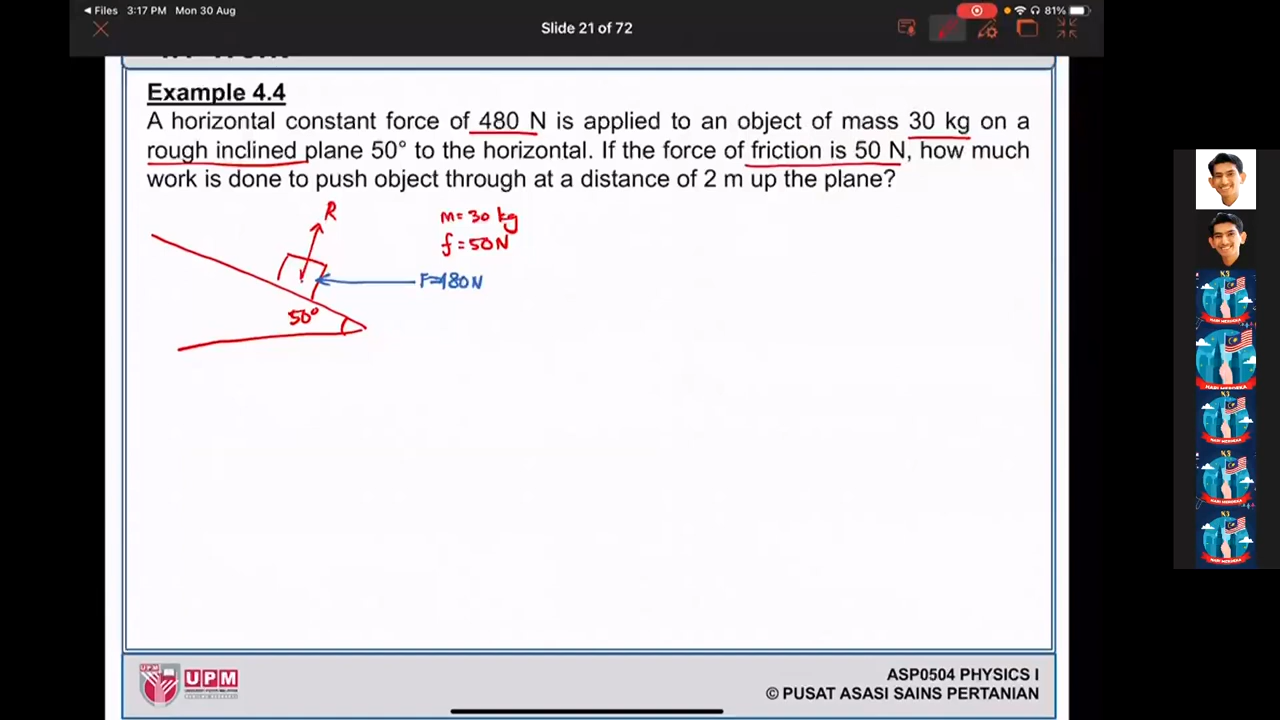 Files 3:17 PM Mon 30 Aug 81%
Slide 21 of 72
Example 4.4
A horizontal constant force of 480 N is applied to an object of mass 30 kg on a
rough inclined plane 50° to the horizontal. If the force of friction is 50 N, how much
work is done to push object through at a distance of 2 m up the plane?
R
m = 30 kg
f = 50N
F=480N
50°
UPM
UPM
ASP0504 PHYSICS I
© PUSAT ASASI SAINS PERTANIAN